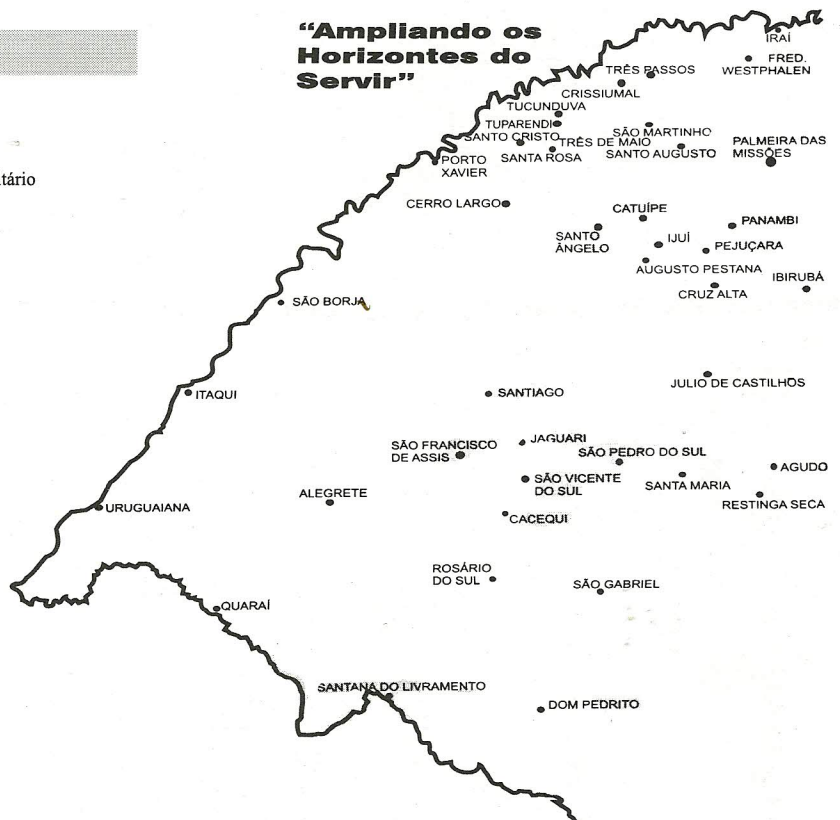 “Ampliando os
Horizontes do
Servir”
tário
IRAÍ
FRED.
WESTPHALEN
TRÊS PASSOS
CRISSIUMAL
TUCUNDUVA
TUPARENDI
SANTO CRISTO
TRÊS DE MAIO
SÃO MARTINHO
SANTO AUGUSTO
PALMEIRA DAS
MISSÕES
PORTO
XAVIER
SANTA ROSA
CERRO LARGO
CATUÍPE
SANTO
ÂNGELO
IJUÍ
PANAMBI
PEJUÇARA
AUGUSTO PESTANA
IBIRUBÁ
CRUZ ALTA
SÃO BORJA
ITAQUI
SANTIAGO
JULIO DE CASTILHOS
JAGUARI
SÃO FRANCISCO
DE ASSIS
SÃO PEDRO DO SUL
AGUDO
SÃO VICENTE
DO SUL
SANTA MARIA
RESTINGA SECA
ALEGRETE
URUGUAIANA
CACEQUI
ROSÁRIO
DO SUL
SÃO GABRIEL
QUARAÍ
SANTANA DO LIVRAMENTO
DOM PEDRITO